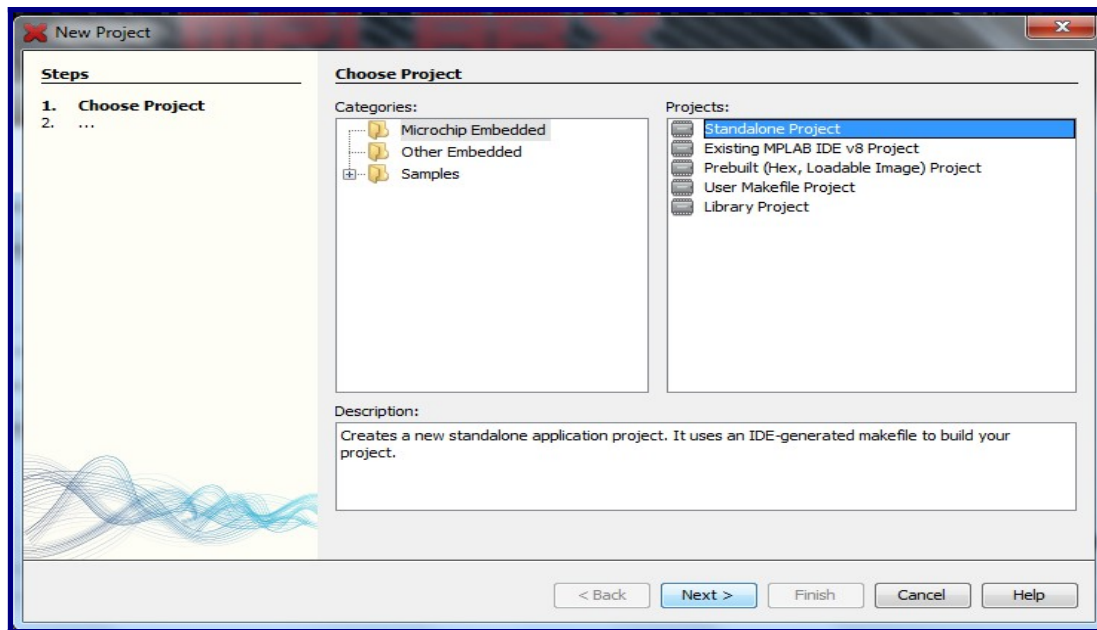 New Project
Steps
1. Choose Project
2. ...
Choose Project
Categories:
Microchip Embedded
Other Embedded
Samples
Projects:
Standalone Project
Existing MPLAB IDE v8 Project
Prebuilt (Hex, Loadable Image) Project
User Makefile Project
Library Project
Description:
Creates a new standalone application project. It uses an IDE-generated makefile to build your
project.
< Back
Next >
Finish
Cancel
Help